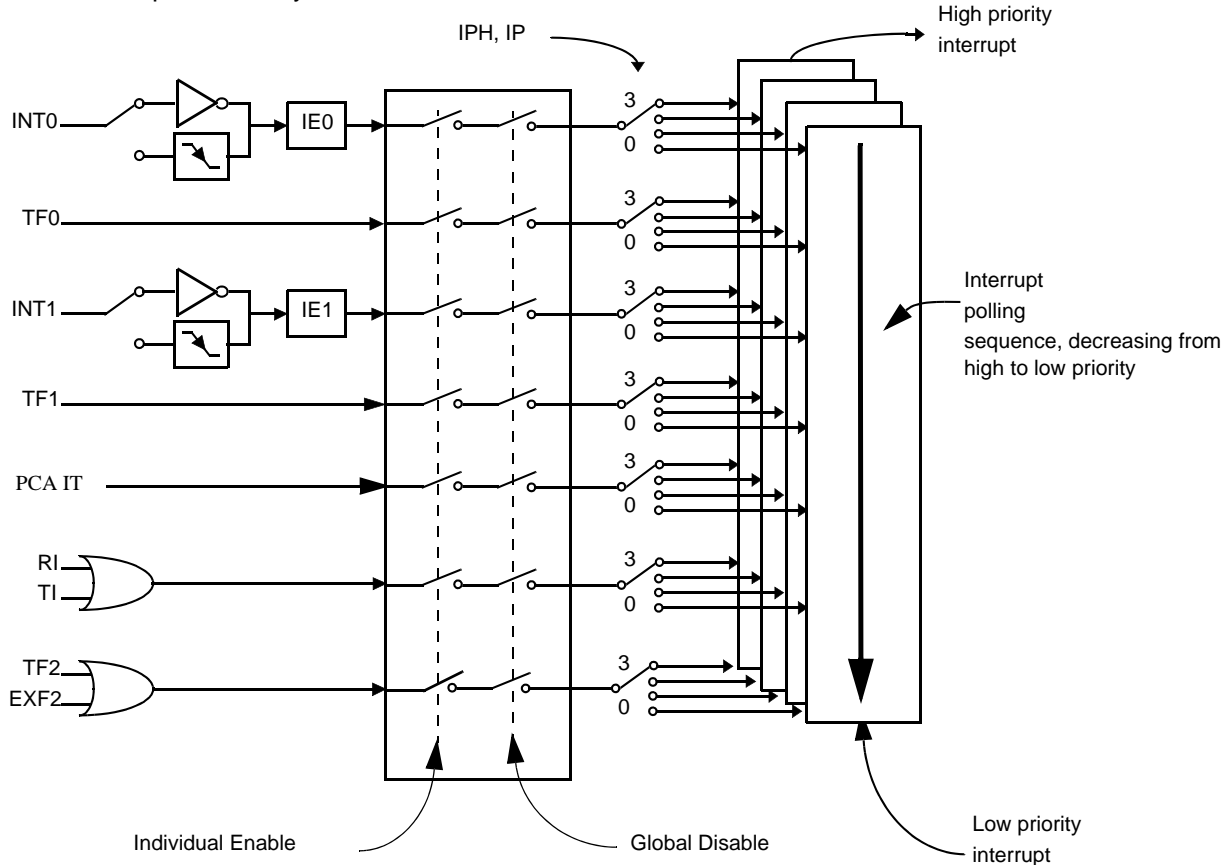 High priority
interrupt
IPH, IP
INT0
IE0
3
0
TF0
3
0
INT1
IE1
3
0
Interrupt
polling
sequence, decreasing from
high to low priority
TF1
3
0
PCA IT
3
0
RI
TI
3
0
TF2
EXF2
3
0
Individual Enable
Global Disable
Low priority
interrupt